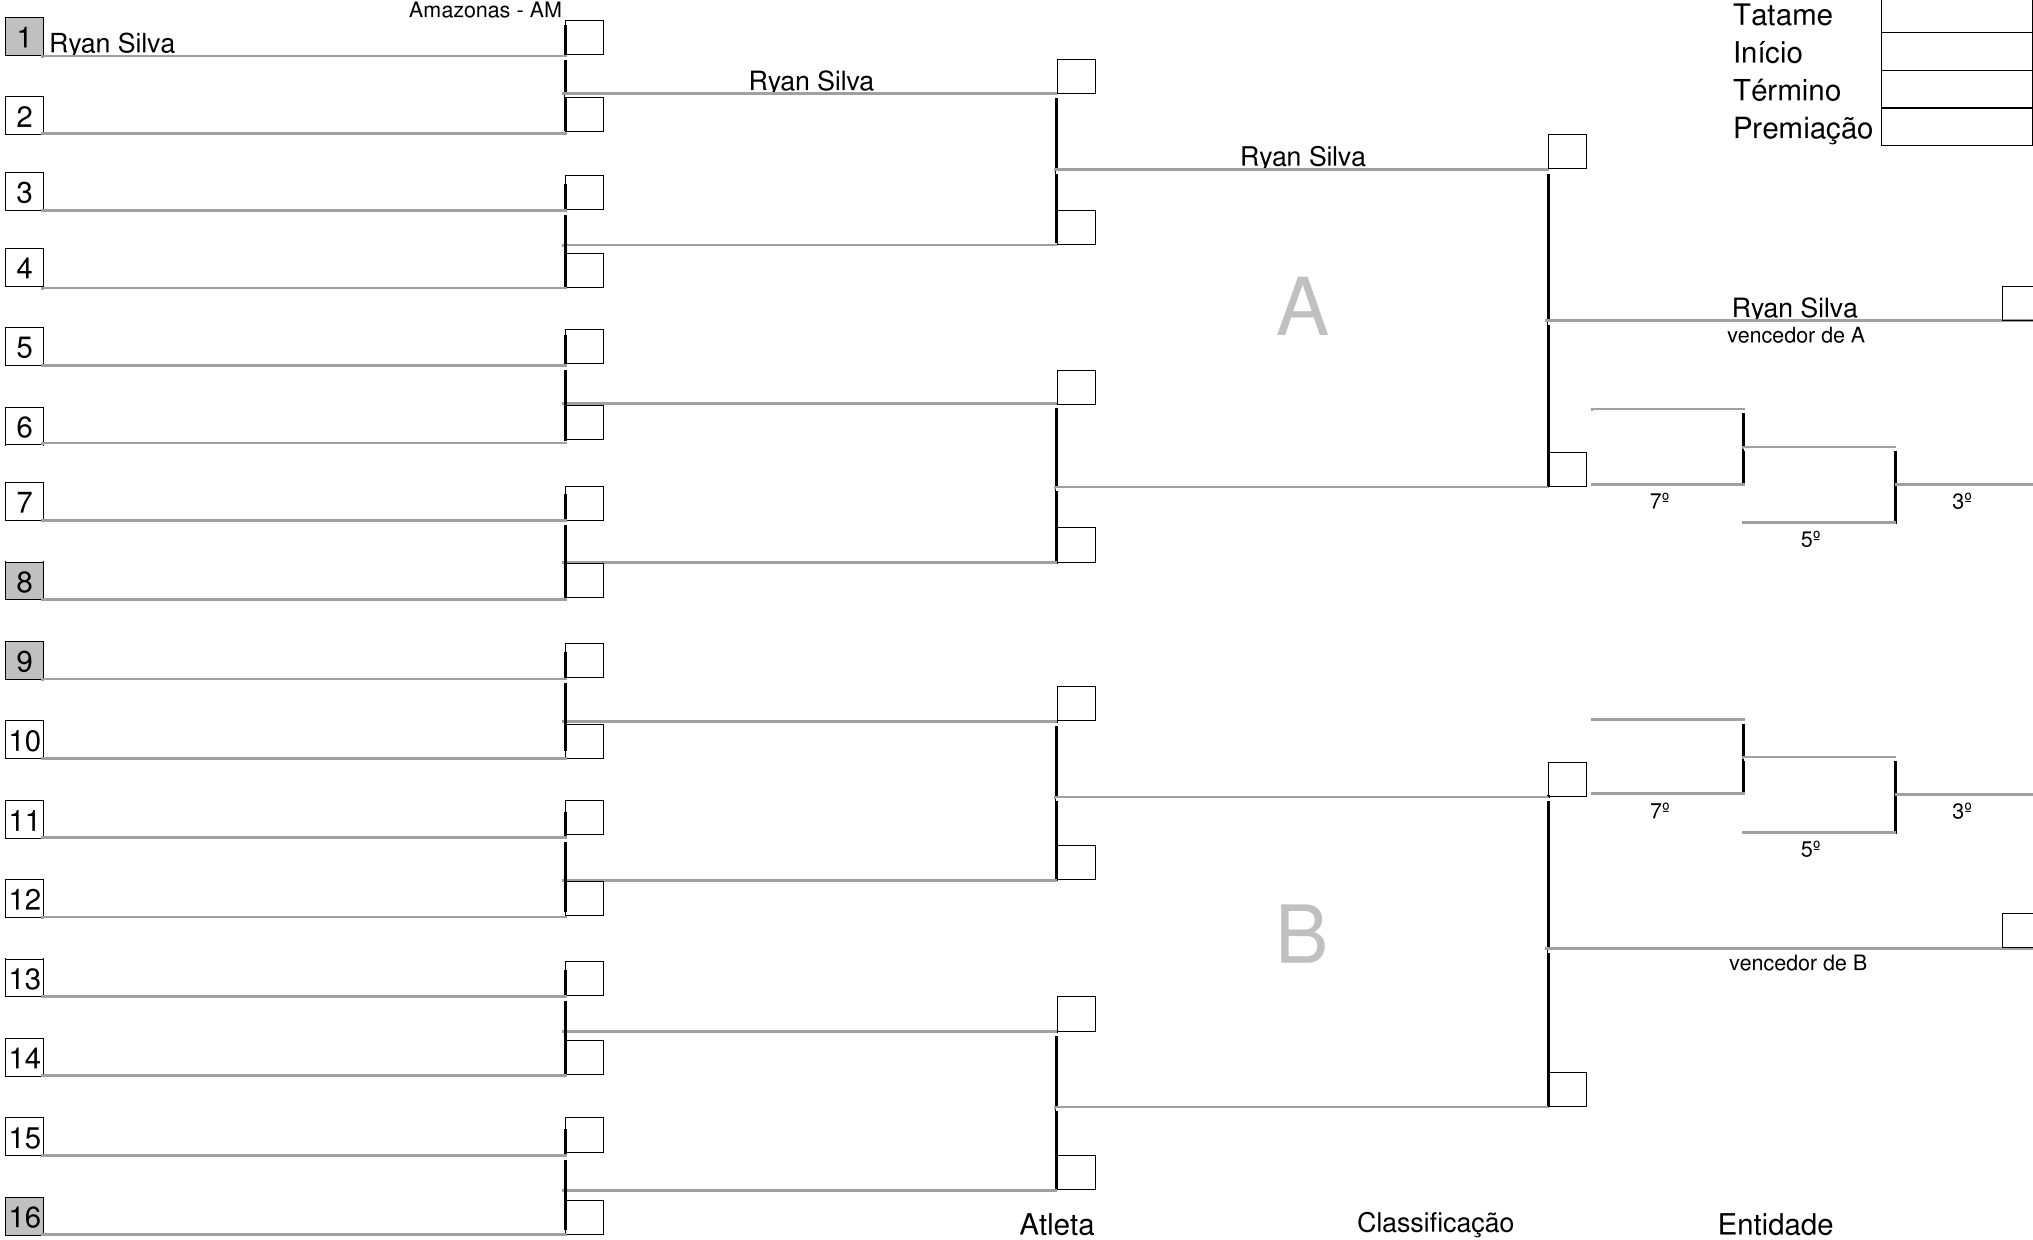 Amazonas - AM
Tatame
1 Ryan Silva
Início
Ryan Silva
Término
2
Premiação
Ryan Silva
3
4
A
Ryan Silva
vencedor de A
5
6
7
7º
3º
5º
8
9
10
11
7º
3º
5º
12
B
13
vencedor de B
14
15
16
Atleta
Classificação
Entidade